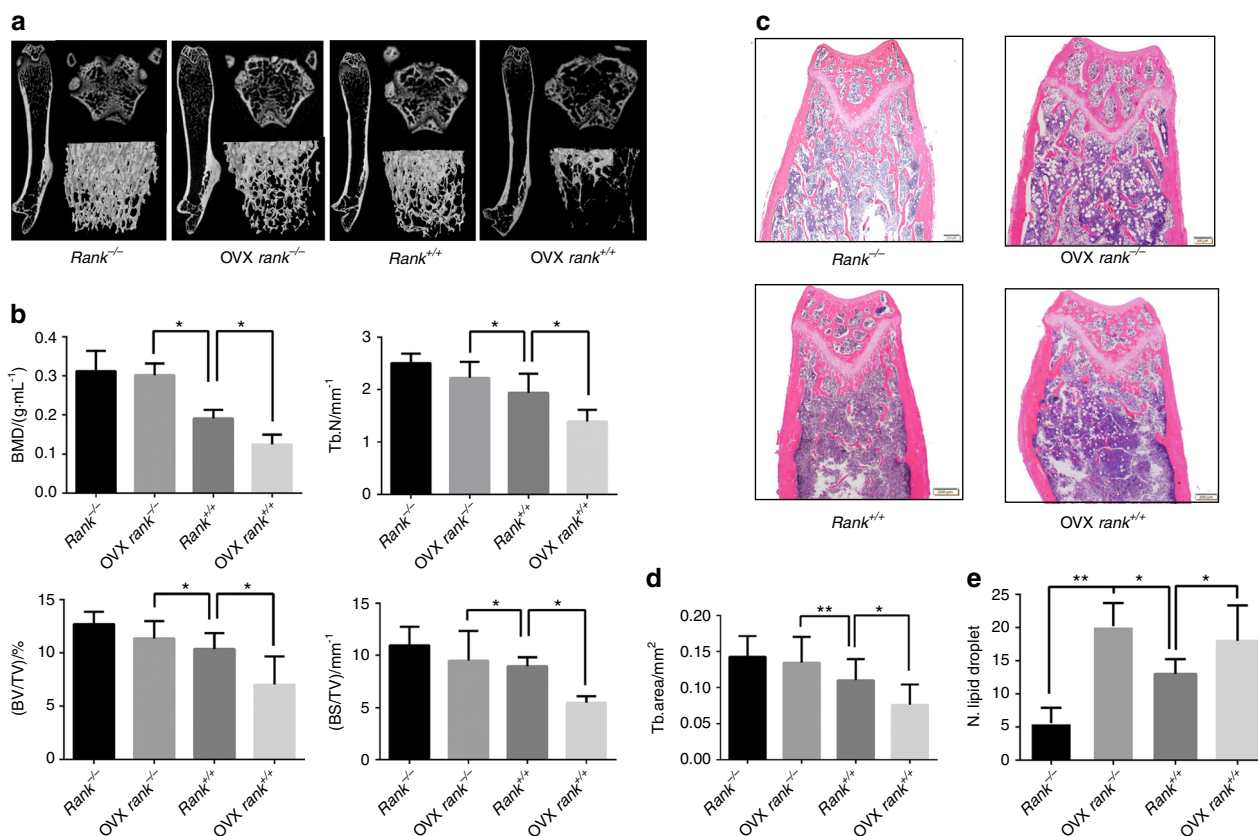 a
Rank–/–
OVX rank–/–
Rank+/+
OVX rank+/+
b
*
*
BMD/(g·mL-1)
0.4
0.3
0.2
0.1
0.0
Rank–/–
OVX rank–/–
Rank+/+
OVX rank+/+
*
*
Tb.N/mm-1
3
2
1
0
Rank–/–
OVX rank–/–
Rank+/+
OVX rank+/+
*
*
(BV/TV)/%
15
10
5
0
Rank–/–
OVX rank–/–
Rank+/+
OVX rank+/+
*
*
(BS/TV)/mm-1
15
10
5
0
Rank–/–
OVX rank–/–
Rank+/+
OVX rank+/+
c
Rank–/–
OVX rank–/–
200 μm
Rank+/+
200 μm
OVX rank+/+
d
**
*
Tb.area/mm2
0.20
0.15
0.10
0.05
0.00
Rank–/–
OVX rank–/–
Rank+/+
OVX rank+/+
e
**
*
*
N. lipid droplet
25
20
15
10
5
0
Rank–/–
OVX rank–/–
Rank+/+
OVX rank+/+